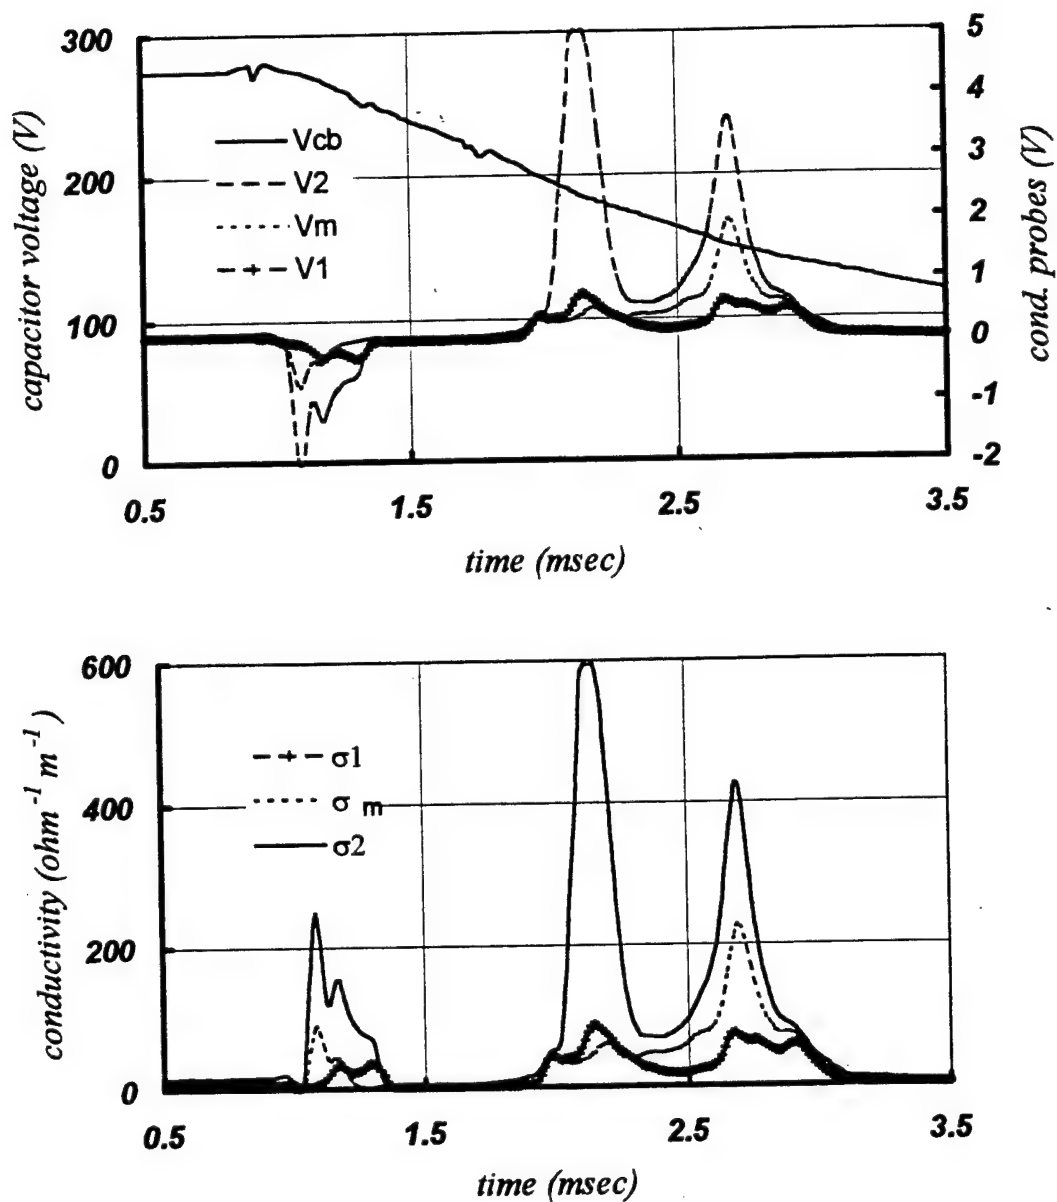 300
200
100
0
capacitor voltage (V)
Vcb
V2
Vm
V1
5
4
3
2
1
0
-1
-2
cond. probes (V)
0.5 1.5 2.5 3.5
time (msec)
600
400
200
0
conductivity (ohm⁻¹ m⁻¹)
σ1
σ m
σ2
0.5 1.5 2.5 3.5
time (msec)